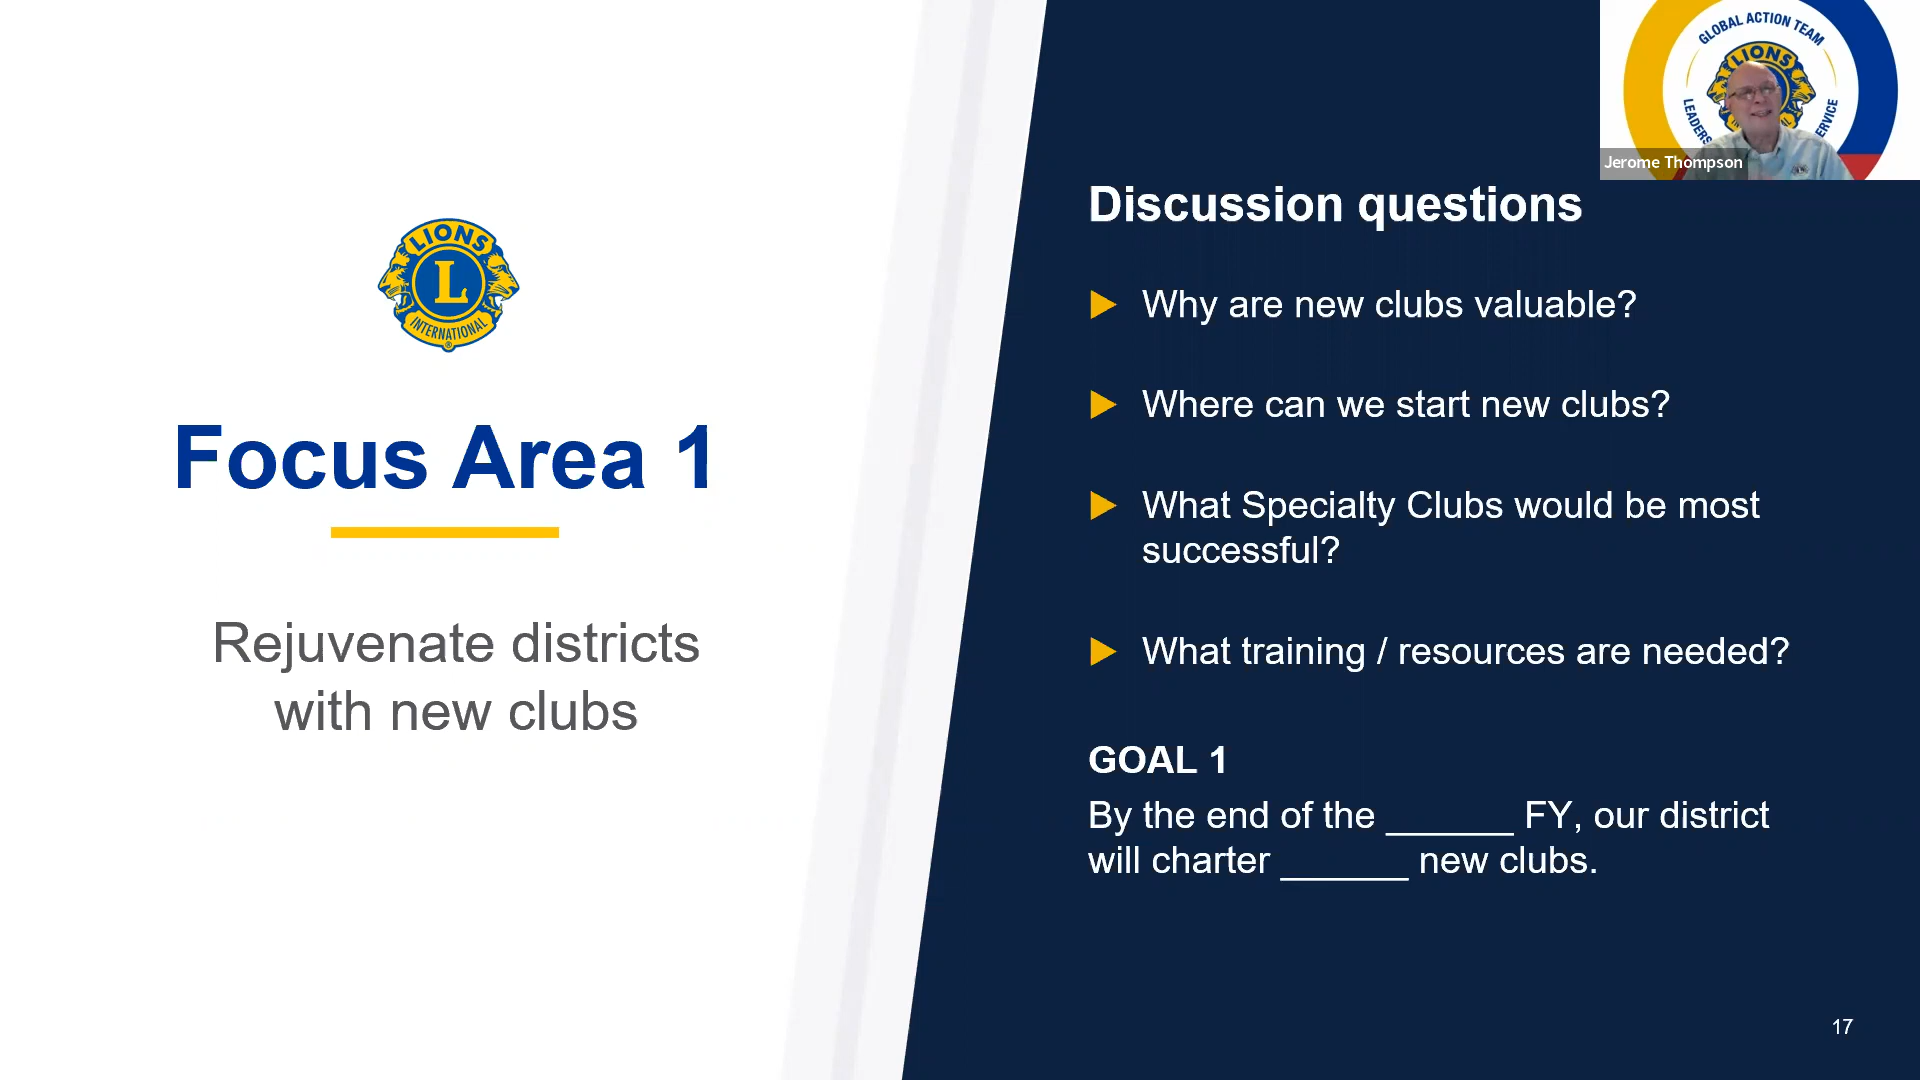 GLOBAL ACTION TEAM
LIONS
LEADERS
ERVICE
Jerome Thompson
LIONS
L
INTERNATIONAL
®
Focus Area 1
Rejuvenate districts
with new clubs
Discussion questions
Why are new clubs valuable?
Where can we start new clubs?
What Specialty Clubs would be most
successful?
What training / resources are needed?
GOAL 1
By the end of the ______ FY, our district
will charter ______ new clubs.
17